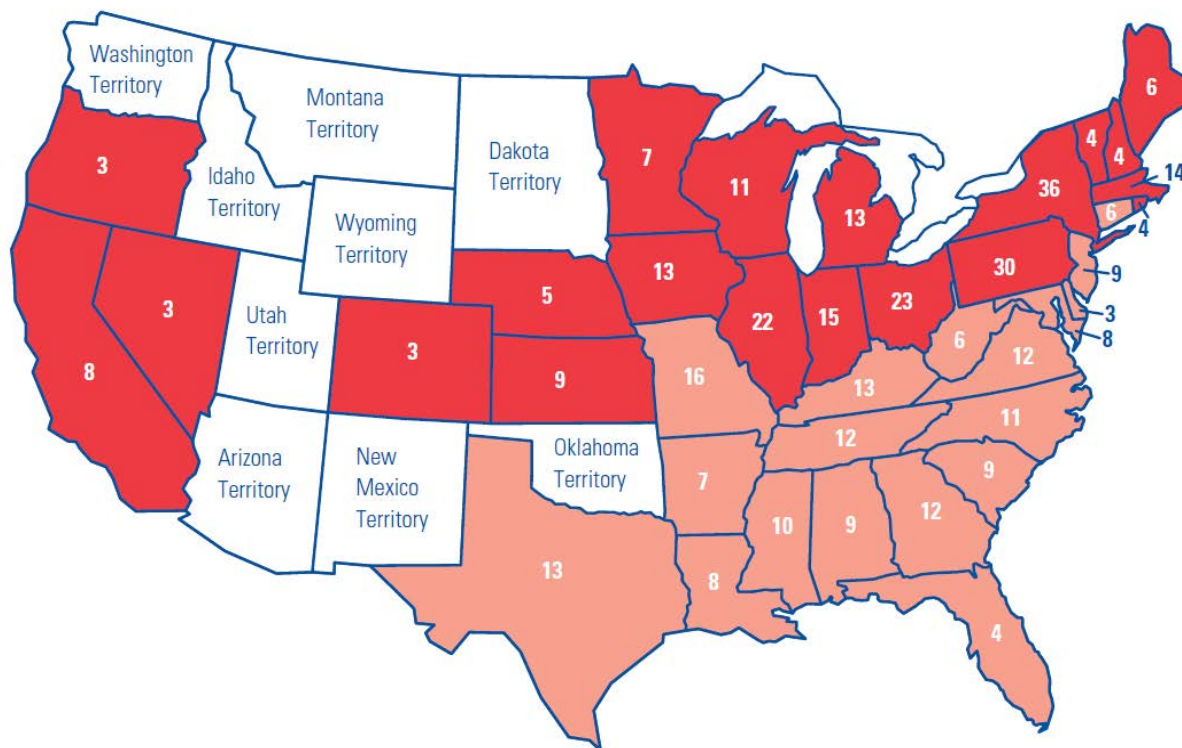 Washington
Territory
Montana
Territory
Dakota
Territory
Idaho
Territory
Wyoming
Territory
Utah
Territory
Arizona
Territory
New
Mexico
Territory
Oklahoma
Territory
3
8
3
3
5
9
7
13
11
22
13
15
23
30
36
4
4
6
14
4
6
9
3
8
6
12
16
13
12
11
7
9
13
8
10
9
12
4